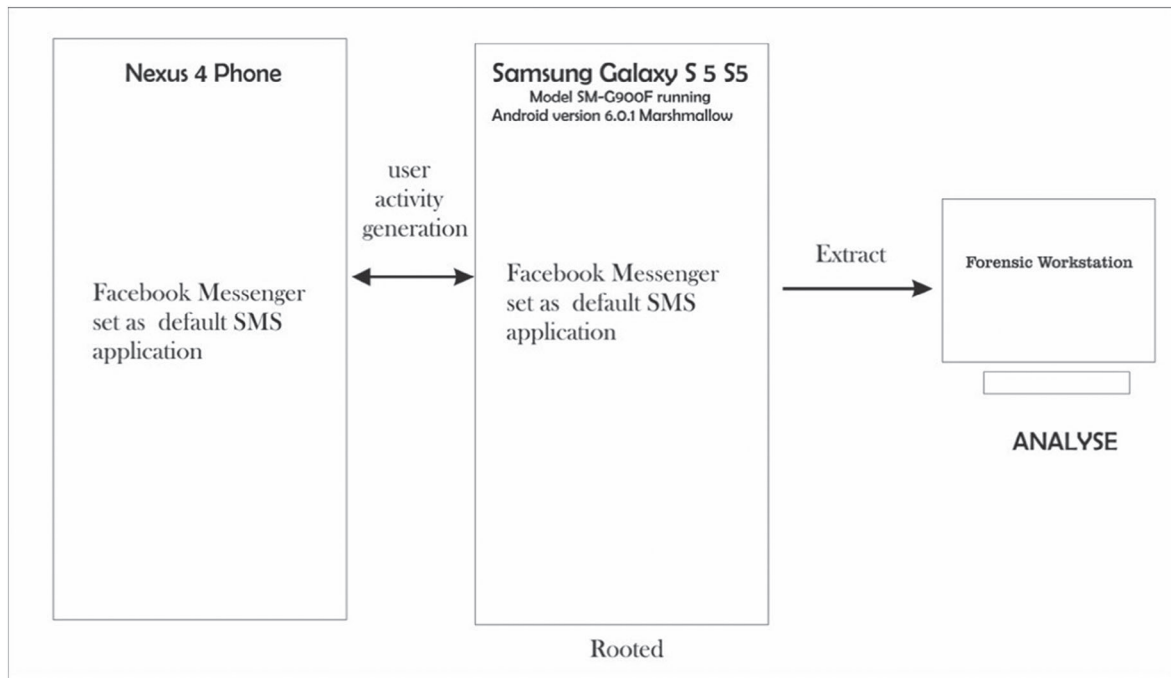 Nexus 4 Phone
Facebook Messenger
set as default SMS
application
user
activity
generation
Samsung Galaxy S 5 S5
Model SM-G900F running
Android version 6.0.1 Marshmallow
Facebook Messenger
set as default SMS
application
Rooted
Extract
Forensic Workstation
ANALYSE